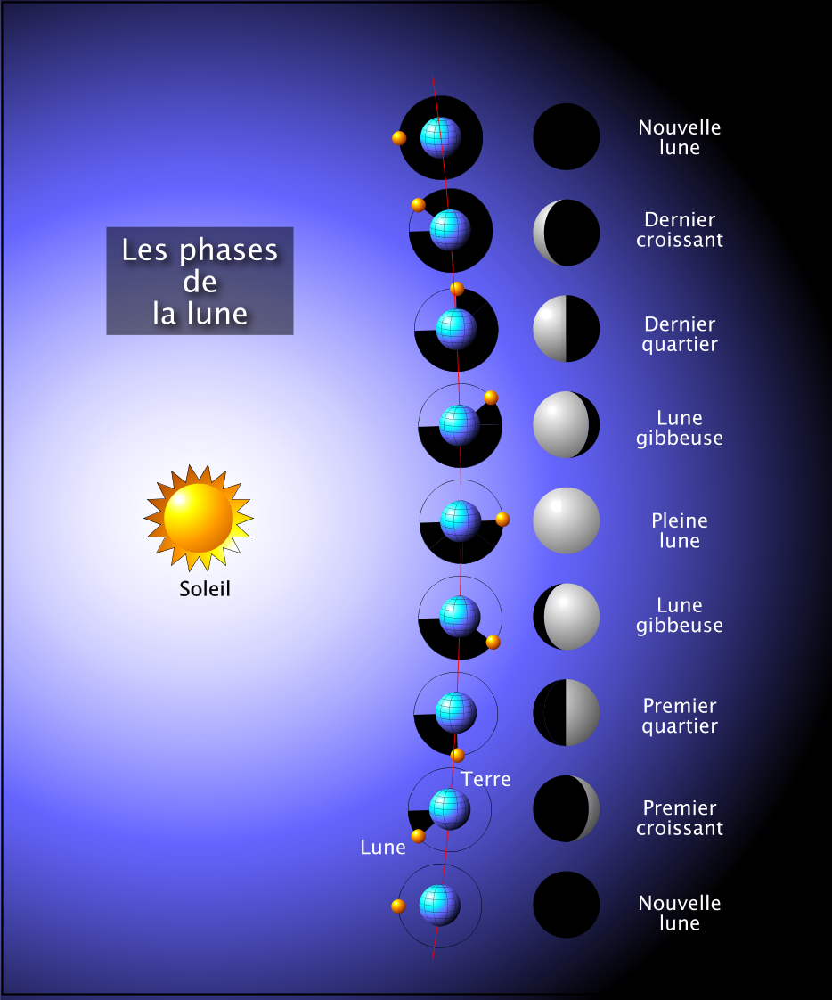 Les phases
de
la lune
Soleil
Nouvelle
lune
Dernier
croissant
Dernier
quartier
Lune
gibbeuse
Pleine
lune
Lune
gibbeuse
Premier
quartier
Terre
Premier
croissant
Lune
Nouvelle
lune